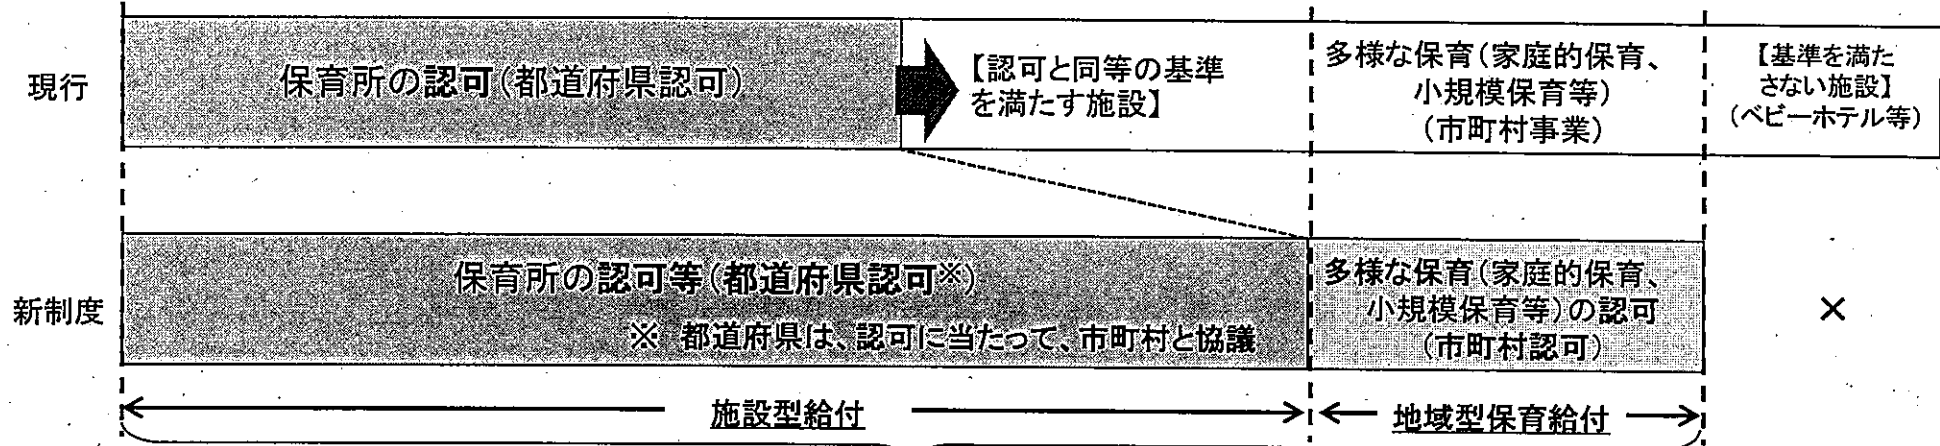 現行
保育所の認可(都道府県認可)
【認可と同等の基準
を満たす施設】
多様な保育(家庭的保育、
小規模保育等)
(市町村事業)
【基準を満た
さない施設】
(ベビーホテル等)
新制度
保育所の認可等(都道府県認可※)
※ 都道府県は、認可に当たって、市町村と協議
多様な保育(家庭的保育、
小規模保育等)の認可
(市町村認可)
×
施設型給付
地域型保育給付